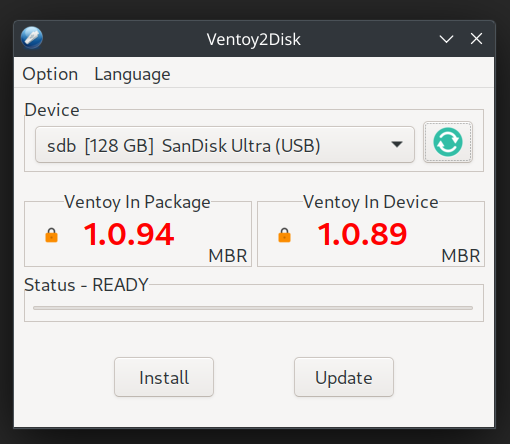 Ventoy2Disk
Option Language
Device
sdb [128 GB] SanDisk Ultra (USB)
Ventoy In Package
1.0.94
MBR
Ventoy In Device
1.0.89
MBR
Status - READY
Install Update